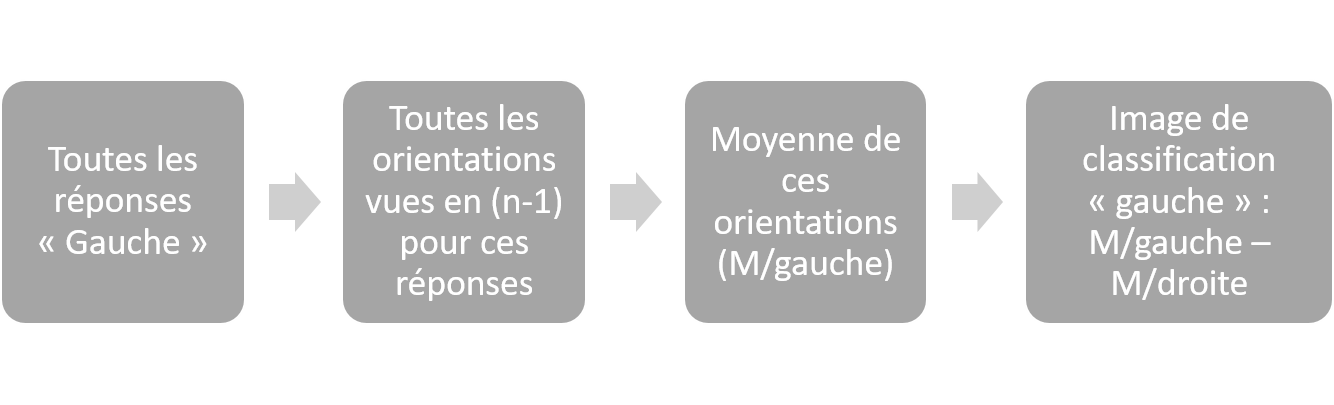 Toutes les
réponses
« Gauche »
Toutes les
orientations
vues en (n-1)
pour ces
réponses
Moyenne de
ces
orientations
(M/gauche)
Image de
classification
« gauche » :
M/gauche –
M/droite